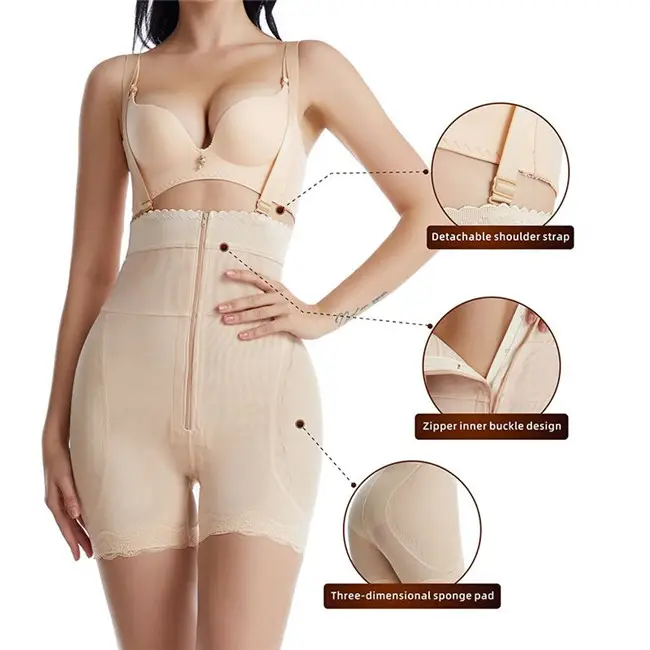 Detachable shoulder strap
Zipper inner buckle design
Three-dimensional sponge pad